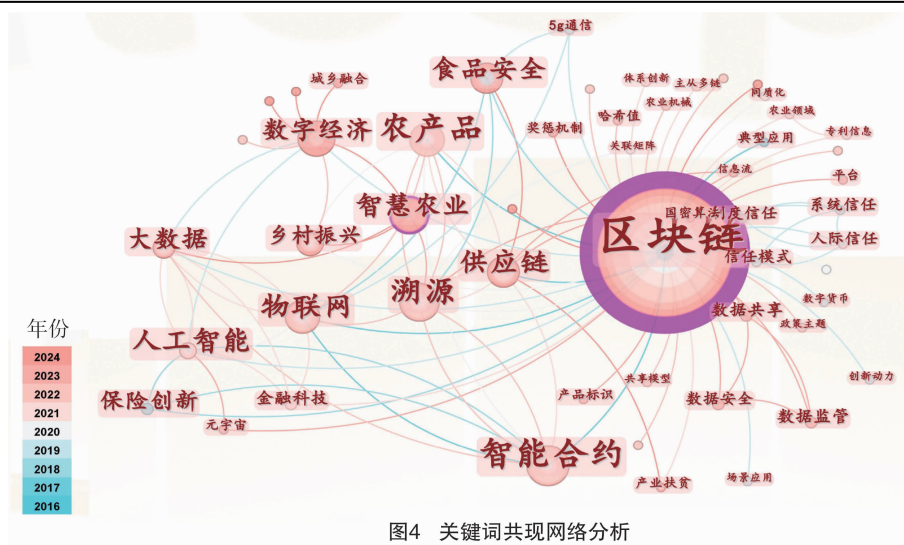 5g通信
食品安全
城乡融合
体系创新
主从多链
同质化
农业机械
农业领域
哈希值
数字经济
农产品
奖惩机制
专利信息
典型应用
关联矩阵
信息流
平台
智慧农业
系统信任
国密算法
制度信任
大数据
乡村振兴
区块链
人际信任
供应链
信任模式
溯源
物联网
数字货币
数据共享
政策主题
年份
人工智能
2024
2023
2022
2021
2020
2019
2018
2017
2016
共享模型
创新动力
保险创新
金融科技
产品标识
数据安全
数据监管
元宇宙
智能合约
产业扶贫
场景应用
图4 关键词共现网络分析